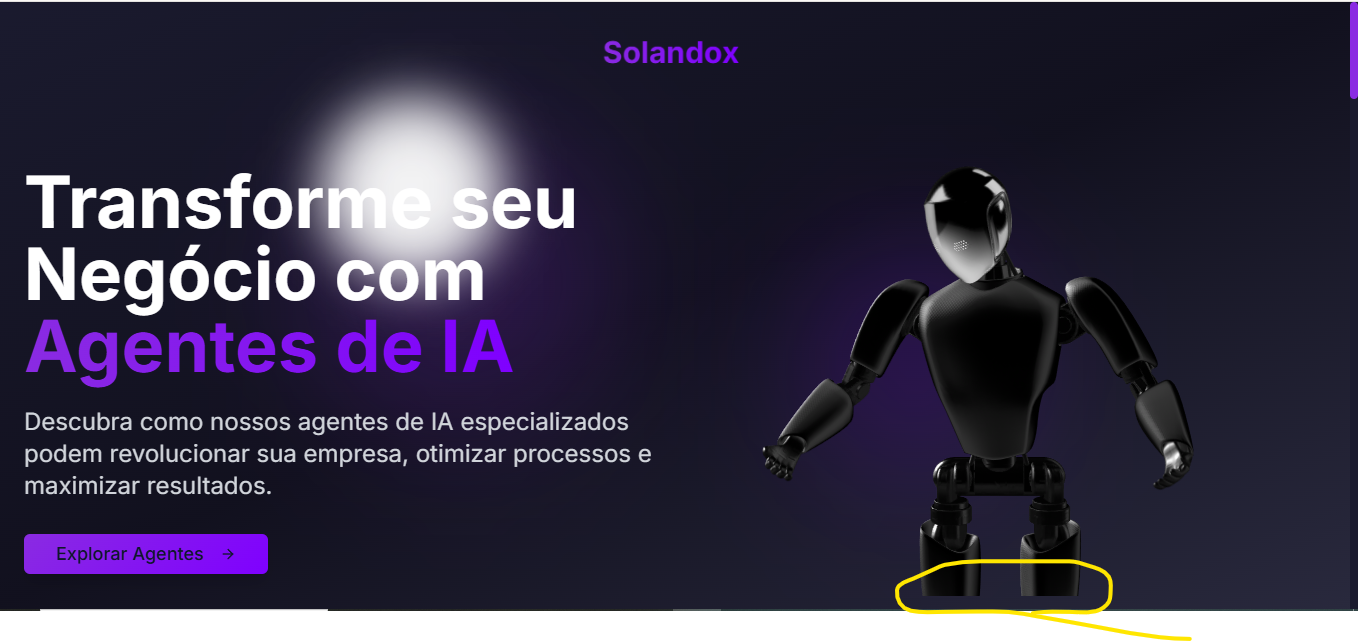 Solandox
Transforme seu
Negócio com
Agentes de IA
Descubra como nossos agentes de IA especializados
podem revolucionar sua empresa, otimizar processos e
maximizar resultados.
Explorar Agentes →